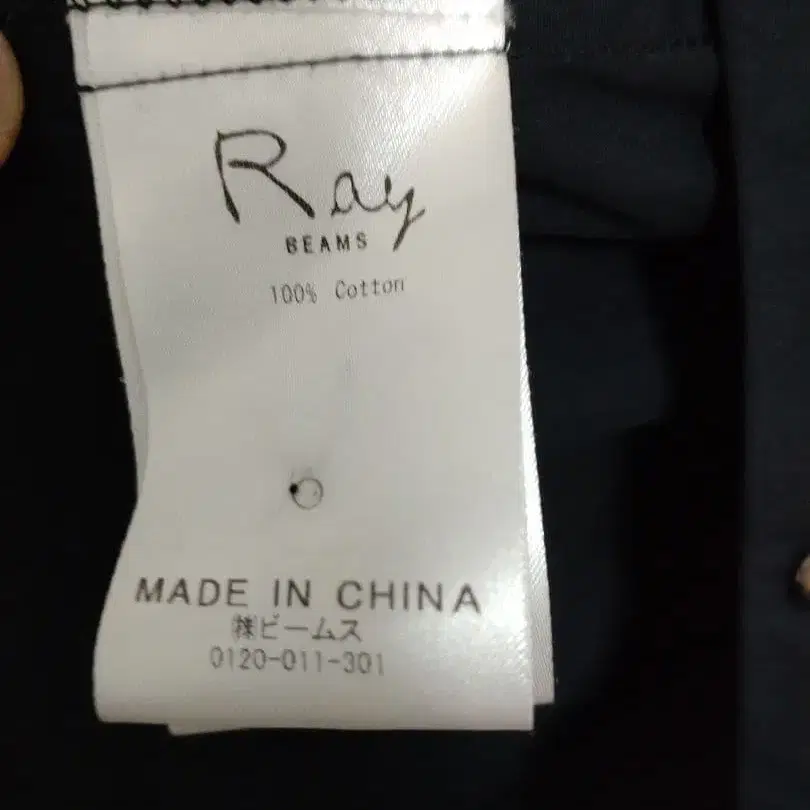 Ray
BEAMS
100% Cotton
MADE IN CHINA
㈱ビームス
0120-011-301